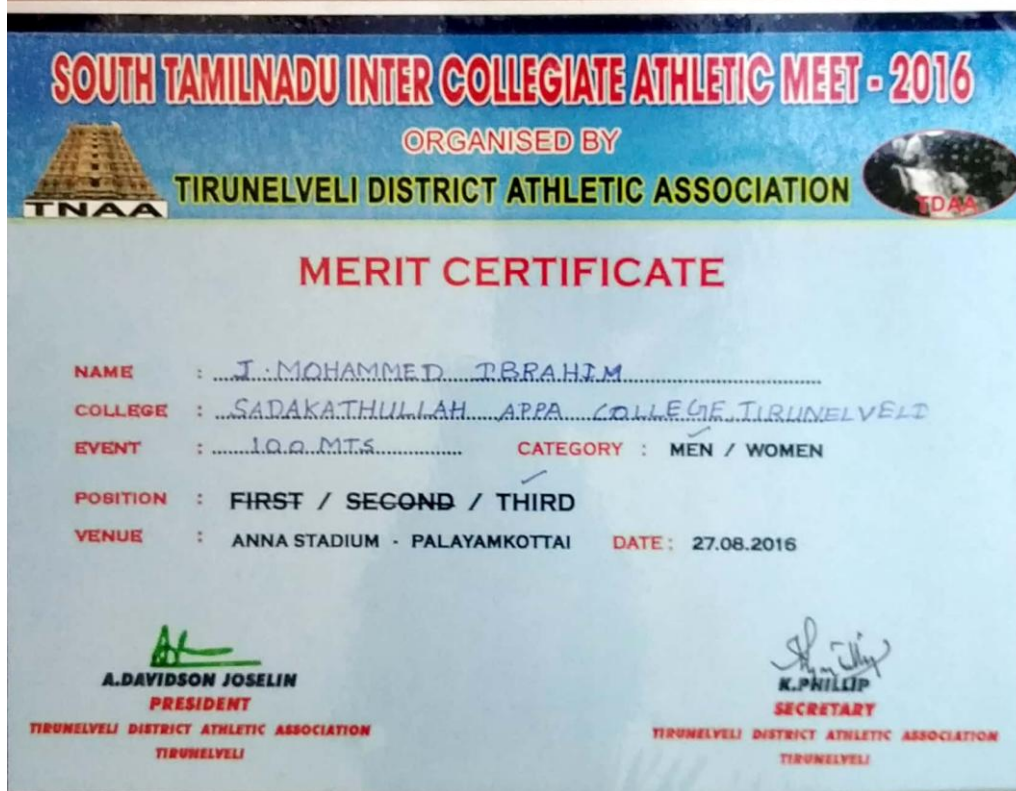 SOUTH TAMILNADU INTER COLLEGIATE ATHLETIC MEET - 2016
ORGANISED BY
TIRUNELVELI DISTRICT ATHLETIC ASSOCIATION
TNAA
TDAA
MERIT CERTIFICATE
NAME : J. MOHAMMED IBRAHIM
COLLEGE : SADAKATHULLAH APPA COLLEGE, TIRUNELVELI
EVENT : 100 MTS CATEGORY : MEN / WOMEN
POSITION : FIRST / SECOND / THIRD
VENUE : ANNA STADIUM - PALAYAMKOTTAI DATE : 27.08.2016
A.DAVIDSON JOSELIN
PRESIDENT
TIRUNELVELI DISTRICT ATHLETIC ASSOCIATION
TIRUNELVELI
K.PHILLIP
SECRETARY
TIRUNELVELI DISTRICT ATHLETIC ASSOCIATION
TIRUNELVELI